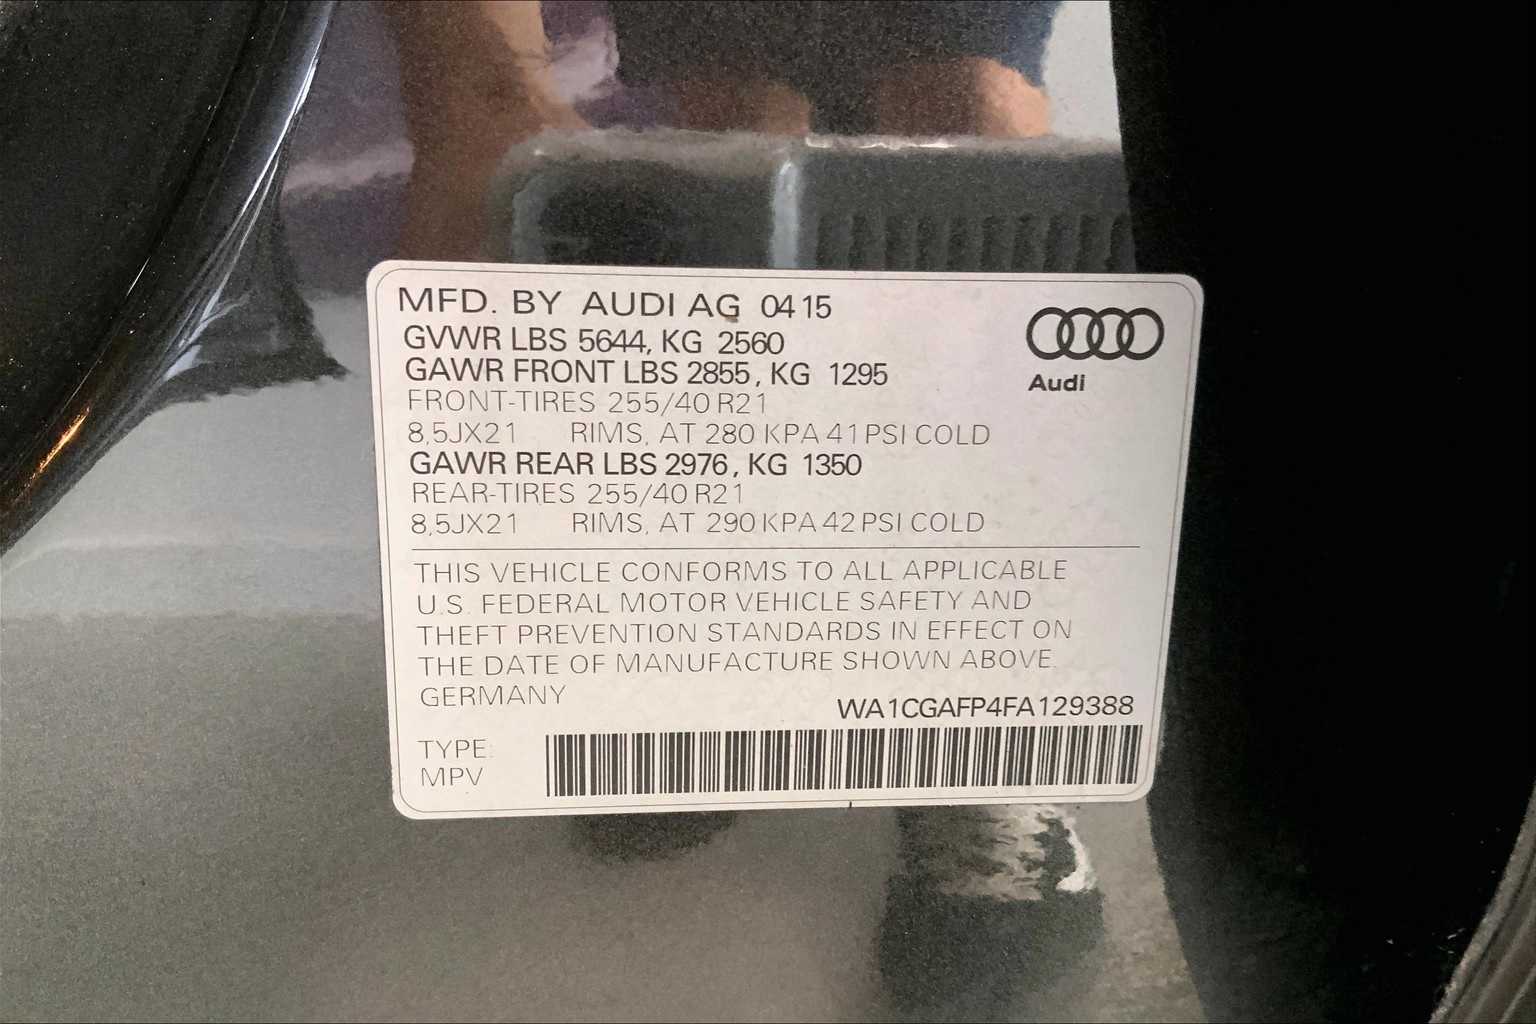 MFD. BY AUDI AG 04 15
GVWR LBS 5644, KG 2560
GAWR FRONT LBS 2855, KG 1295
FRONT-TIRES 255/40 R21
8,5JX21 RIMS, AT 280 KPA 41 PSI COLD
GAWR REAR LBS 2976, KG 1350
REAR-TIRES 255/40 R21
8,5JX21 RIMS, AT 290 KPA 42 PSI COLD
Audi
THIS VEHICLE CONFORMS TO ALL APPLICABLE
U.S. FEDERAL MOTOR VEHICLE SAFETY AND
THEFT PREVENTION STANDARDS IN EFFECT ON
THE DATE OF MANUFACTURE SHOWN ABOVE.
GERMANY
WA1CGAFP4FA129388
TYPE:
MPV